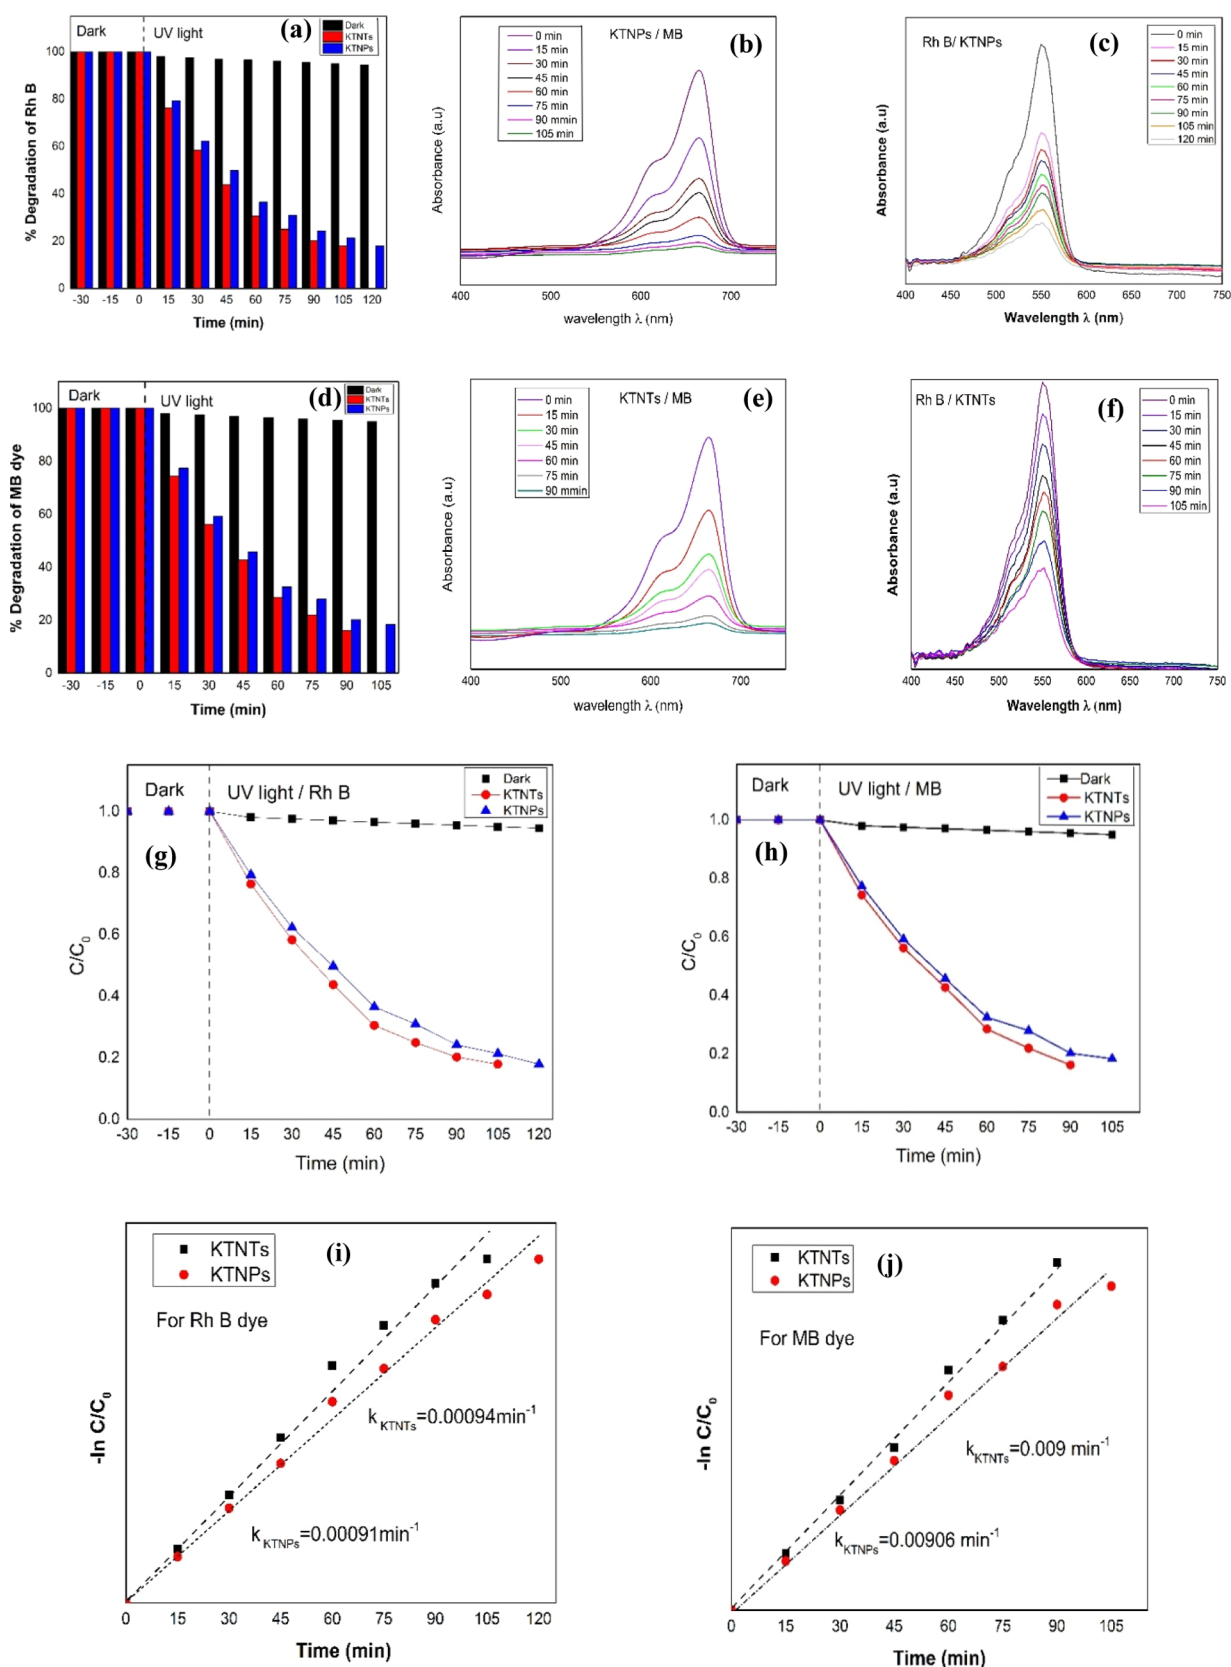 (a)
Dark
UV light
Dark
KTNTs
KTNPs
% Degradation of Rh B
100
80
60
40
20
0
-30 -15 0 15 30 45 60 75 90 105 120
Time (min)
(b)
KTNPs / MB
0 min
15 min
30 min
45 min
60 min
75 min
90 mmin
105 min
Absorbance (a.u)
400 500 600 700
wavelength λ (nm)
(c)
Rh B/ KTNPs
0 min
15 min
30 min
45 min
60 min
75 min
90 min
105 min
120 min
Absorbance (a.u)
400 450 500 550 600 650 700 750
Wavelength λ (nm)
(d)
Dark
UV light
Dark
KTNTs
KTNPs
% Degradation of MB dye
100
80
60
40
20
0
-30 -15 0 15 30 45 60 75 90 105
Time (min)
(e)
KTNTs / MB
0 min
15 min
30 min
45 min
60 min
75 min
90 mmin
Absorbance (a.u)
400 500 600 700
wavelength λ (nm)
(f)
Rh B / KTNTs
0 min
15 min
30 min
45 min
60 min
75 min
90 min
105 min
Absorbance (a.u)
400 450 500 550 600 650 700 750
Wavelength λ (nm)
(g)
Dark
UV light / Rh B
Dark
KTNTs
KTNPs
C/C0
1.0
0.8
0.6
0.4
0.2
0.0
-30 -15 0 15 30 45 60 75 90 105 120
Time (min)
(h)
Dark
UV light / MB
Dark
KTNTs
KTNPs
C/C0
1.0
0.8
0.6
0.4
0.2
0.0
-30 -15 0 15 30 45 60 75 90 105
Time (min)
(i)
KTNTs
KTNPs
For Rh B dye
k KTNTs=0.00094min-1
k KTNPs=0.00091min-1
-ln C/C0
0 15 30 45 60 75 90 105 120
Time (min)
(j)
KTNTs
KTNPs
For MB dye
k KTNTs=0.009 min-1
k KTNPs=0.00906 min-1
-ln C/C0
0 15 30 45 60 75 90 105
Time (min)